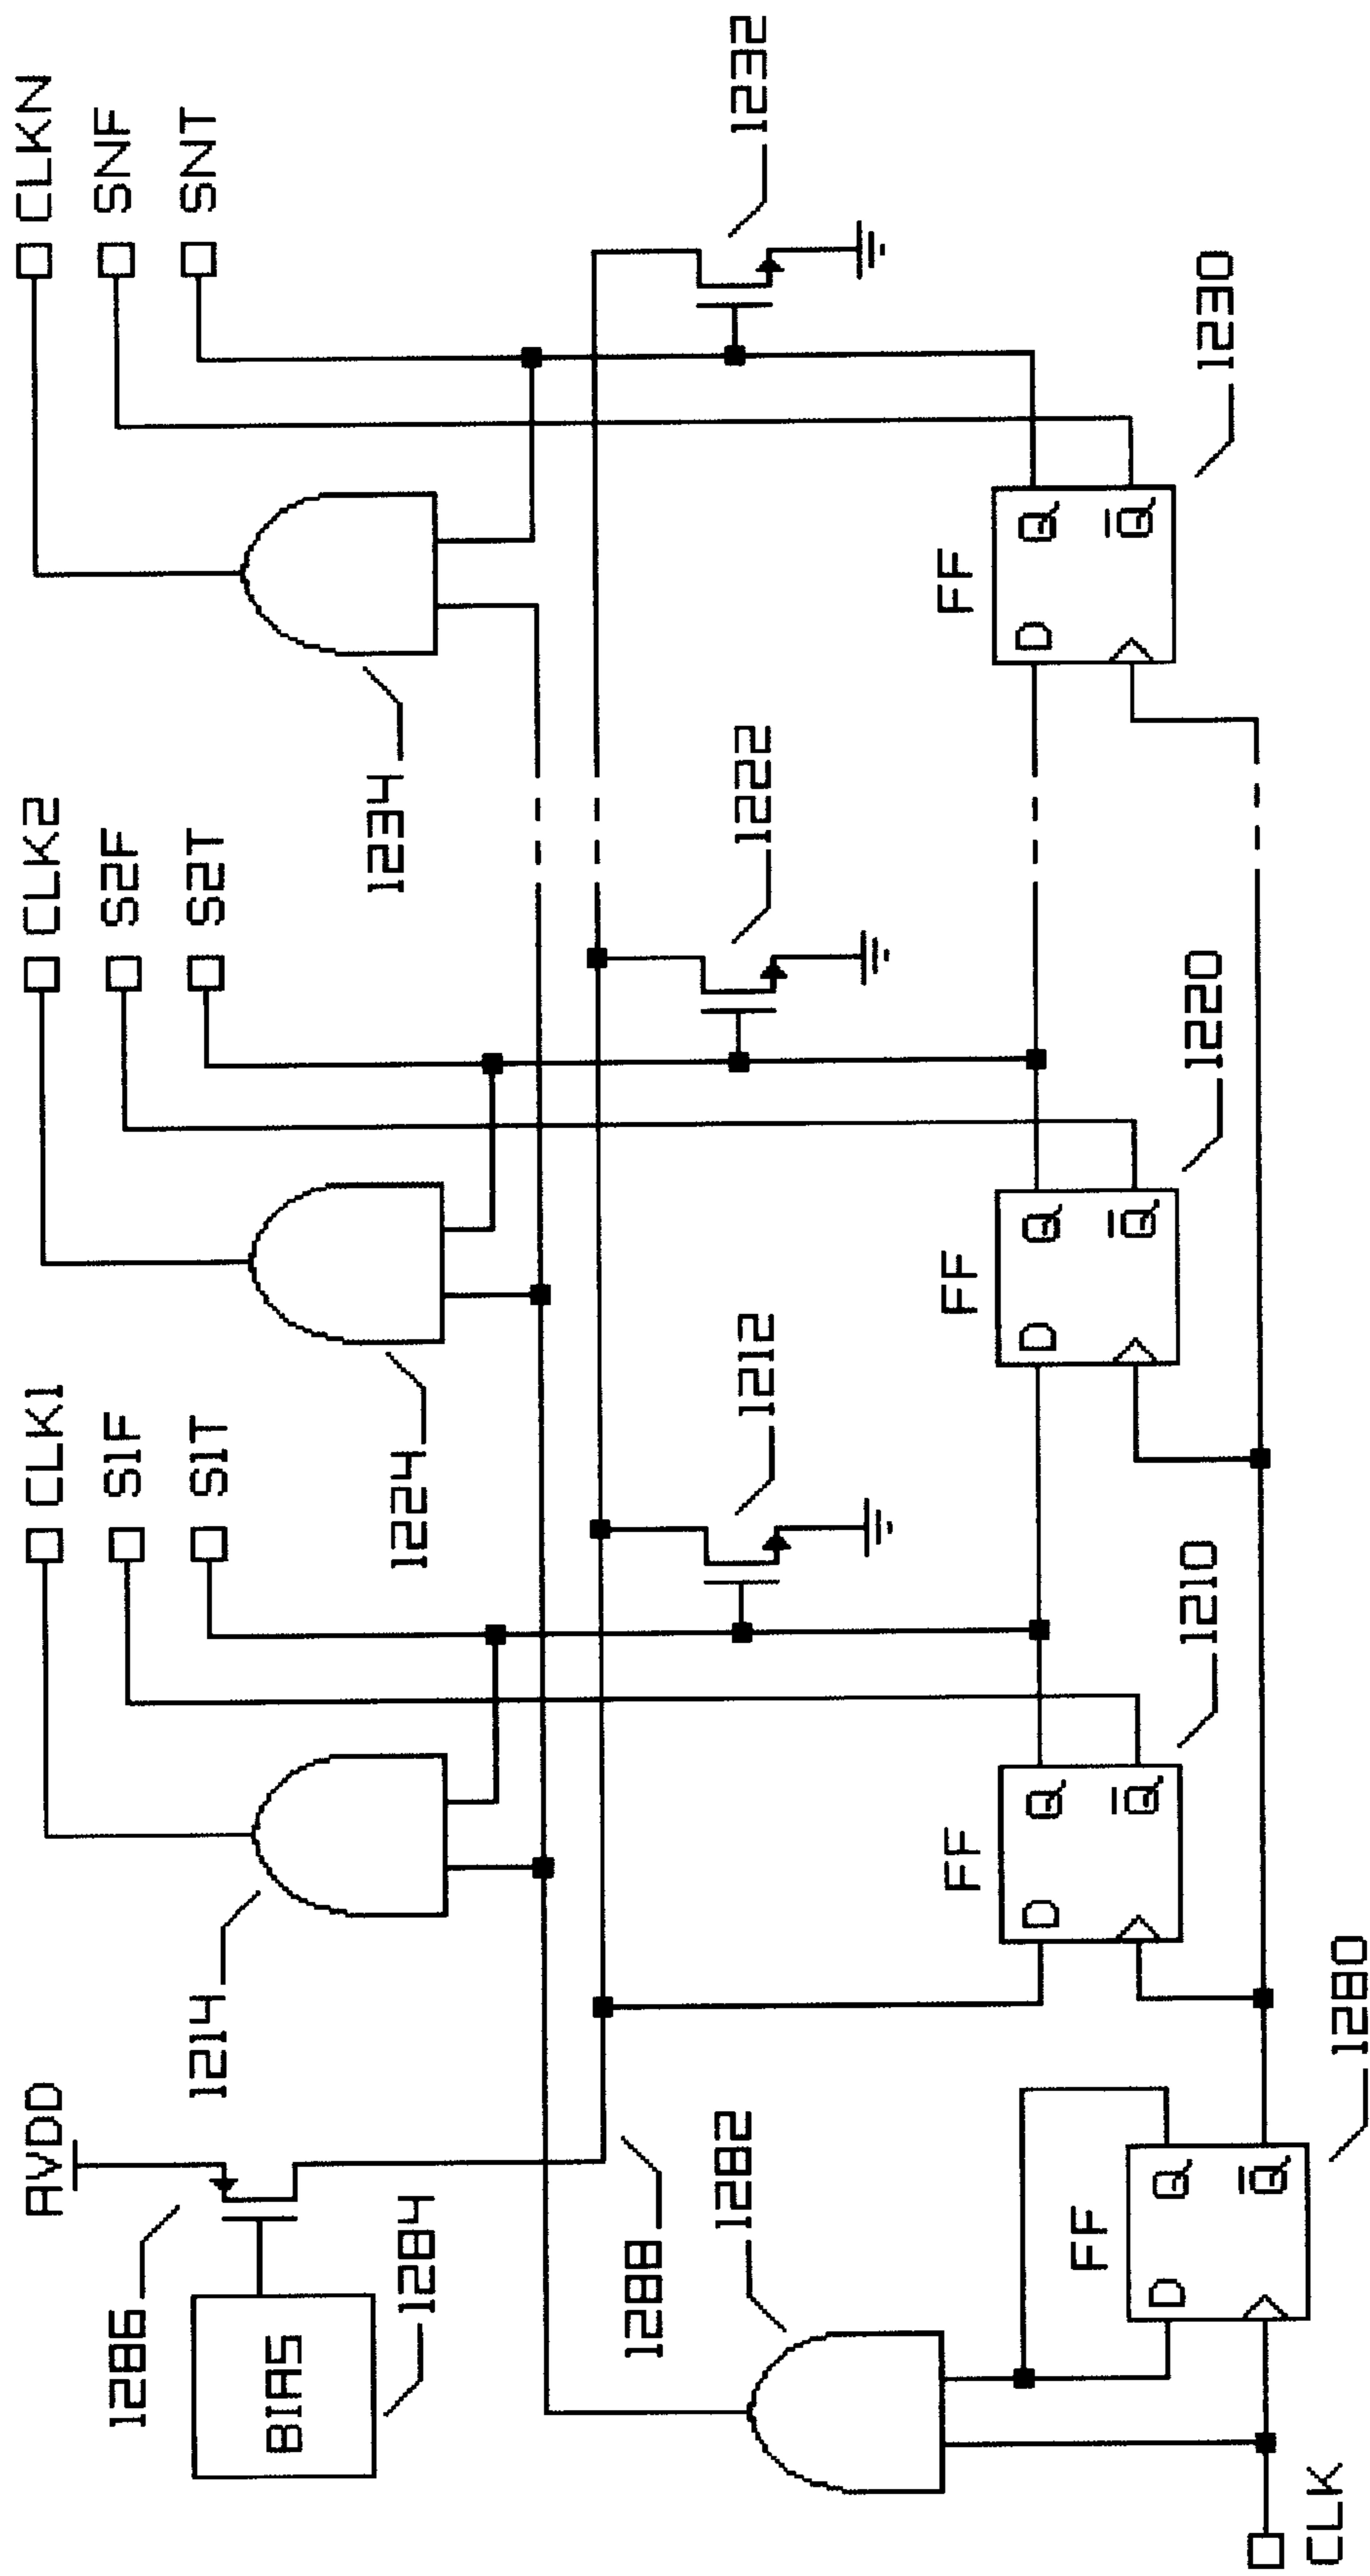 AVDD
1286
BIAS
1284
1288
1282
CLK
FF
D
Q
Q̅
1280
CLK1
S1F
S1T
1214
1212
FF
D
Q
Q̅
1210
CLK2
S2F
S2T
1224
1222
FF
D
Q
Q̅
1220
CLKN
SNF
SNT
1234
1232
FF
D
Q
Q̅
1230